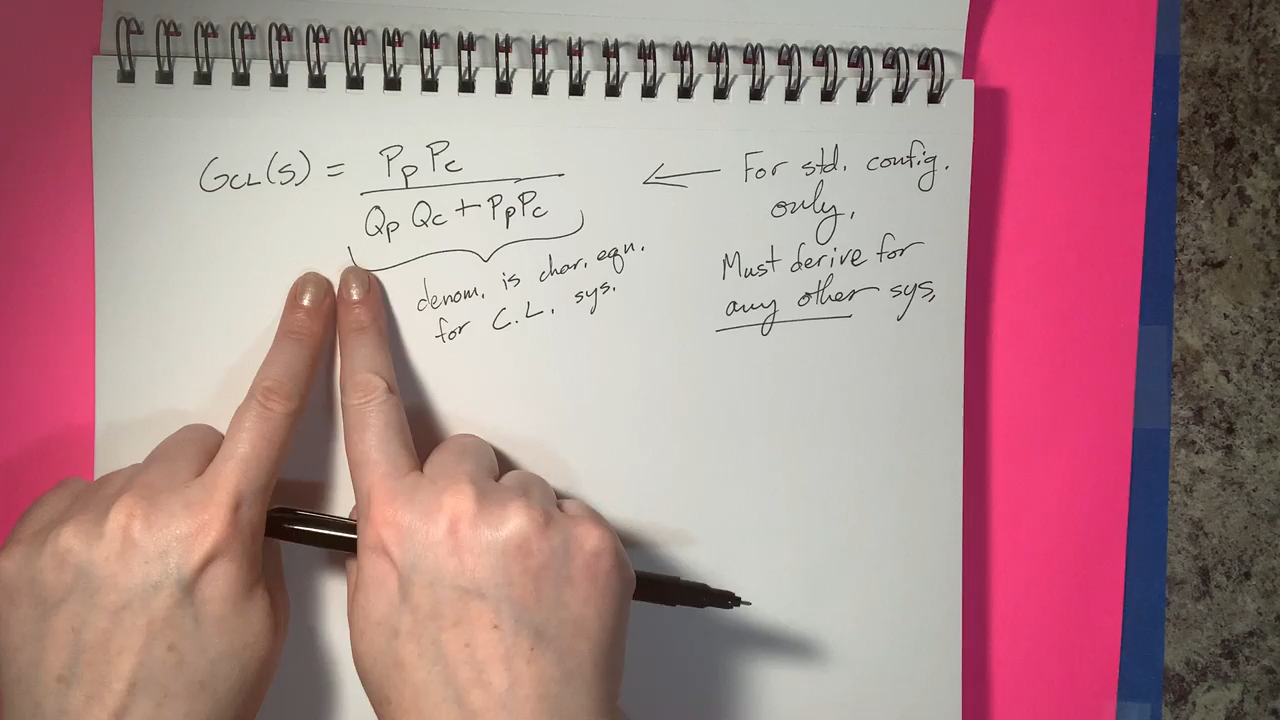 GCL(s) = PpPc / QpQc + PpPc
← For std. config. only.
denom. is char. eqn.
for C.L. sys.
Must derive for
any other sys.